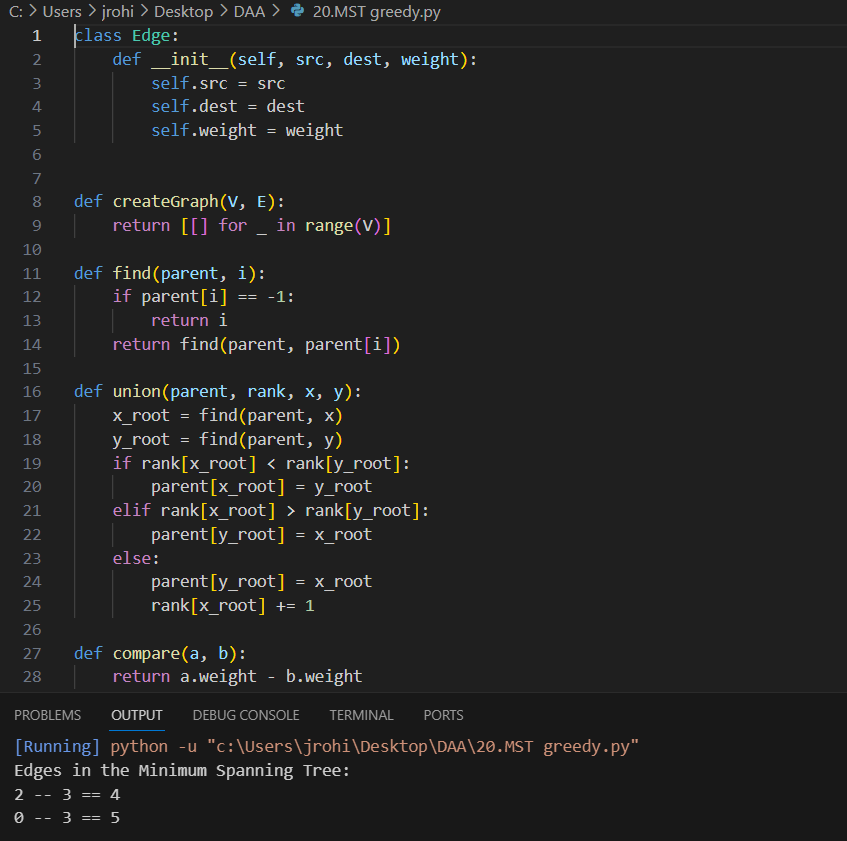 C: > Users > jrohi > Desktop > DAA > 20.MST greedy.py
1 class Edge:
2     def __init__(self, src, dest, weight):
3         self.src = src
4         self.dest = dest
5         self.weight = weight
6
7
8 def createGraph(V, E):
9     return [[] for _ in range(V)]
10
11 def find(parent, i):
12     if parent[i] == -1:
13         return i
14     return find(parent, parent[i])
15
16 def union(parent, rank, x, y):
17     x_root = find(parent, x)
18     y_root = find(parent, y)
19     if rank[x_root] < rank[y_root]:
20         parent[x_root] = y_root
21     elif rank[x_root] > rank[y_root]:
22         parent[y_root] = x_root
23     else:
24         parent[y_root] = x_root
25         rank[x_root] += 1
26
27 def compare(a, b):
28     return a.weight - b.weight
PROBLEMS OUTPUT DEBUG CONSOLE TERMINAL PORTS
[Running] python -u "c:\Users\jrohi\Desktop\DAA\20.MST greedy.py"
Edges in the Minimum Spanning Tree:
2 -- 3 == 4
0 -- 3 == 5